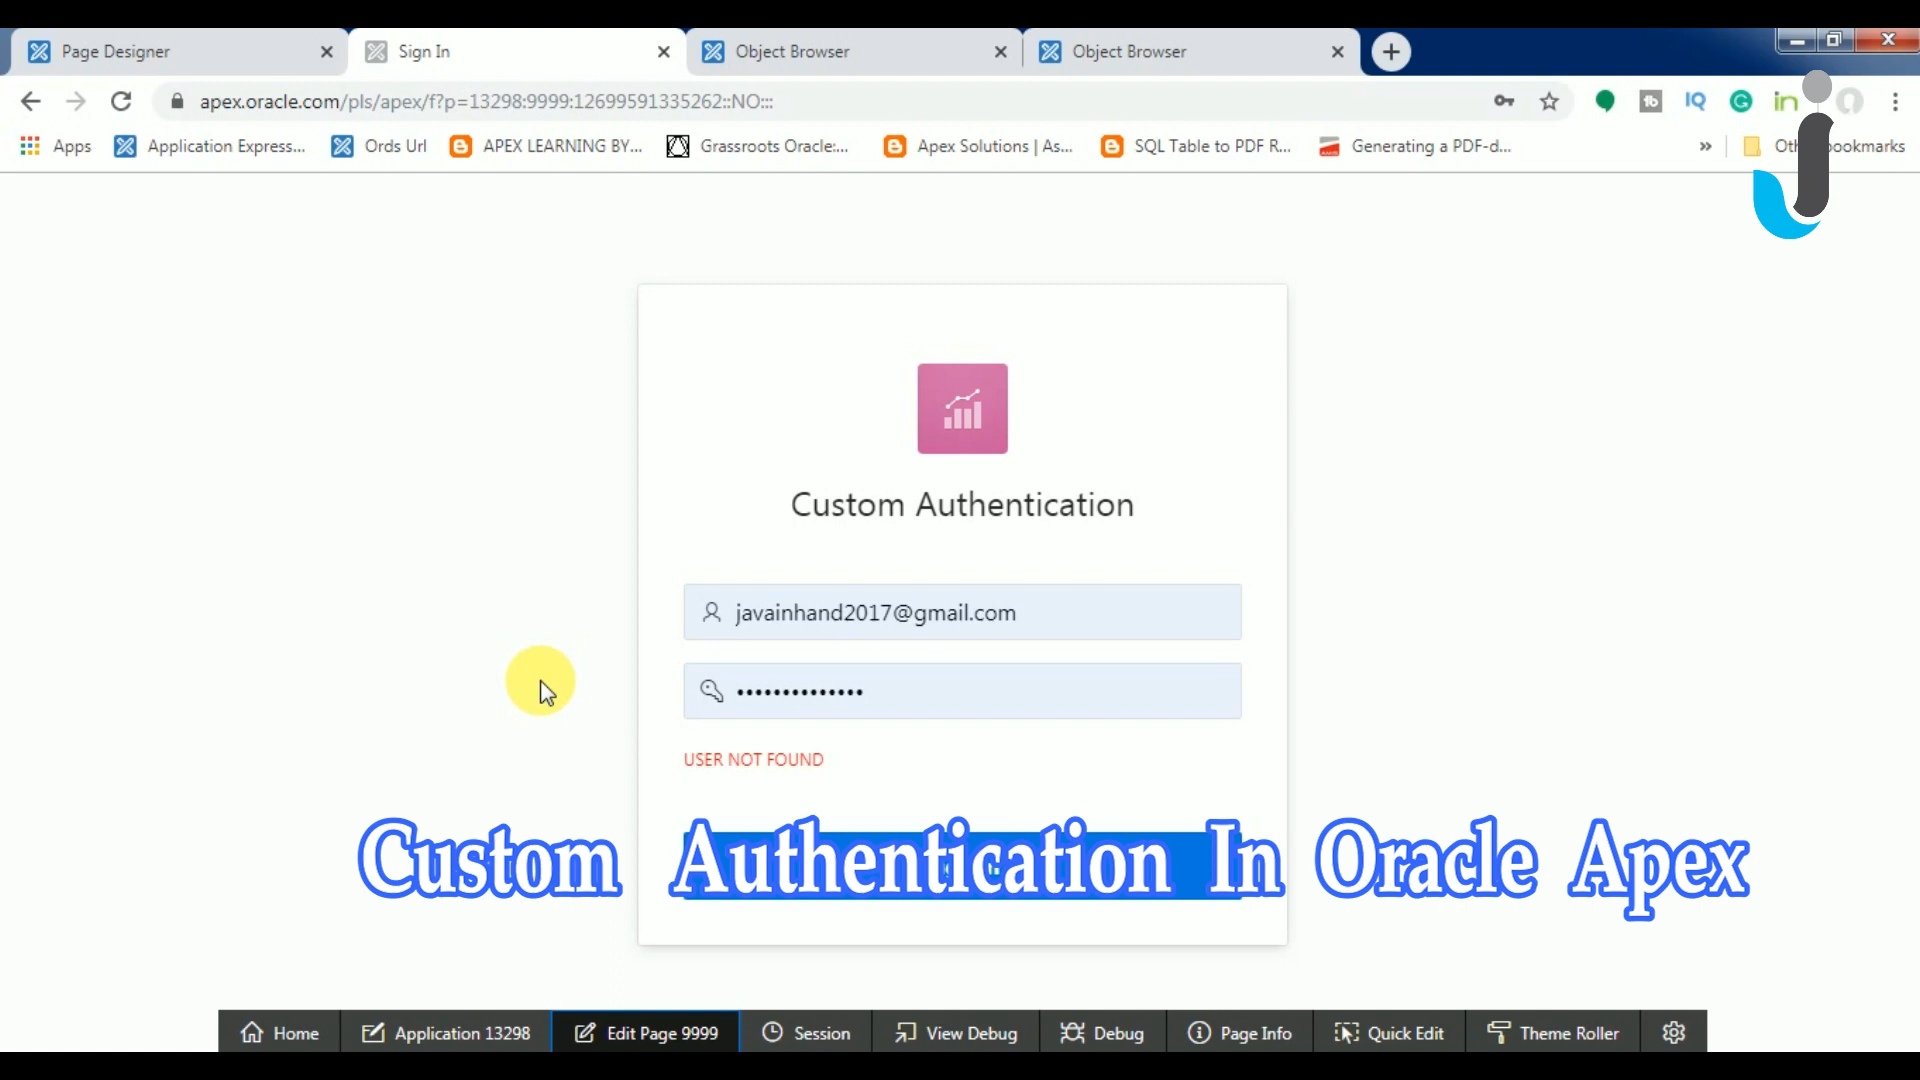 Page Designer
Sign In
Object Browser
Object Browser
apex.oracle.com/pls/apex/f?p=13298:9999:12699591335262::NO:::
tb
IQ
G
in
Apps
Application Express...
Ords Url
APEX LEARNING BY...
Grassroots Oracle:...
Apex Solutions | As...
SQL Table to PDF R...
Generating a PDF-d...
»
Custom Authentication
javainhand2017@gmail.com
••••••••••••••
USER NOT FOUND
Custom Authentication In Oracle Apex
Home
Application 13298
Edit Page 9999
Session
View Debug
Debug
Page Info
Quick Edit
Theme Roller